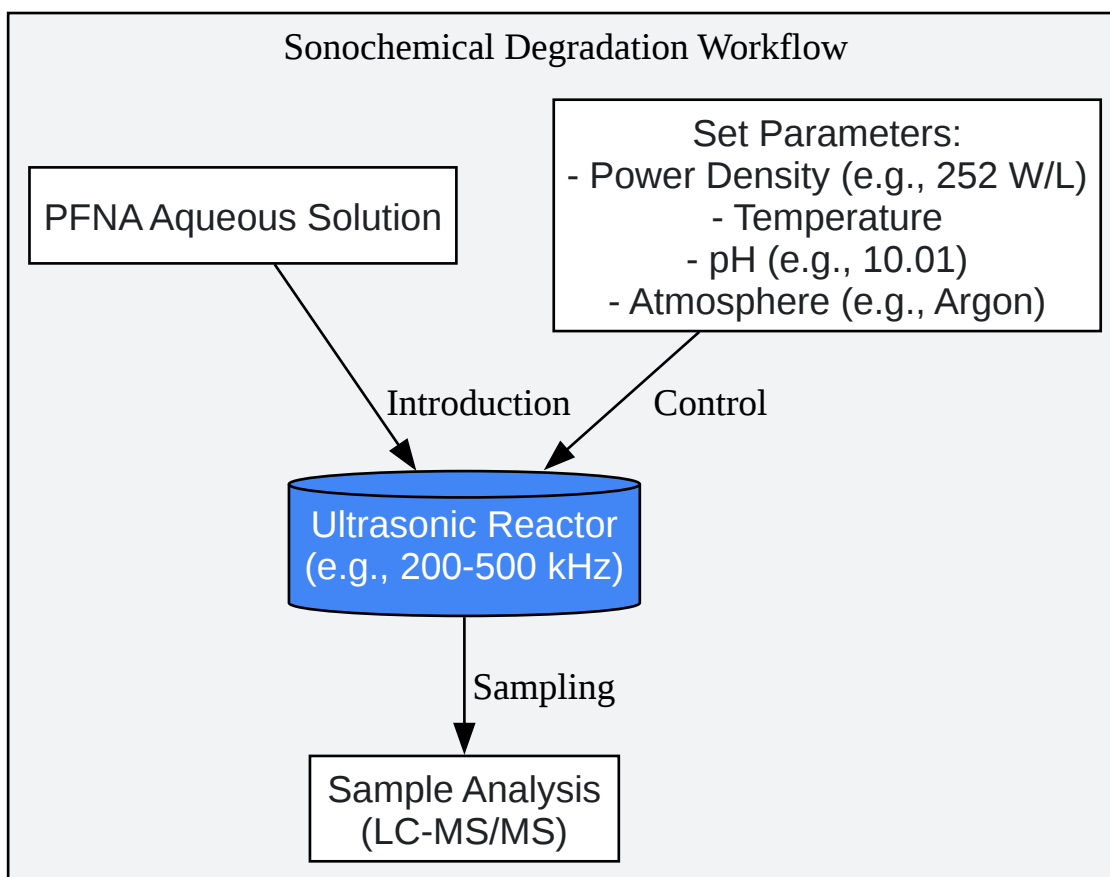 Sonochemical Degradation Workflow
PFNA Aqueous Solution
Set Parameters:
- Power Density (e.g., 252 W/L)
- Temperature
- pH (e.g., 10.01)
- Atmosphere (e.g., Argon)
Introduction
Control
Ultrasonic Reactor
(e.g., 200-500 kHz)
Sampling
Sample Analysis
(LC-MS/MS)